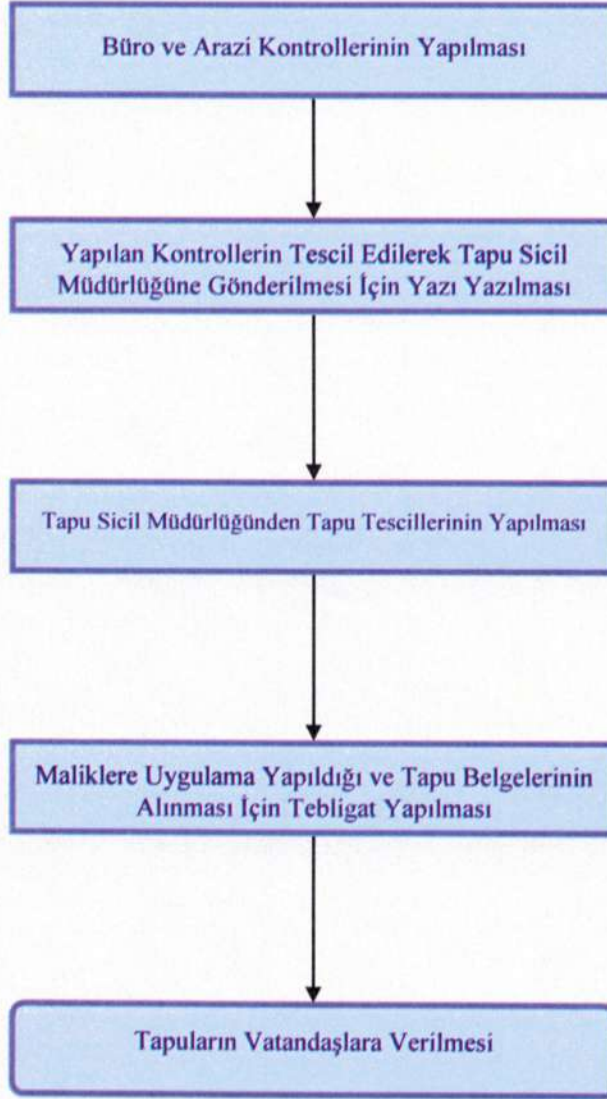 Büro ve Arazi Kontrollerinin Yapılması
Yapılan Kontrollerin Tescil Edilerek Tapu Sicil
Müdürlüğüne Gönderilmesi İçin Yazı Yazılması
Tapu Sicil Müdürlüğünden Tapu Tescillerinin Yapılması
Maliklere Uygulama Yapıldığı ve Tapu Belgelerinin
Alınması İçin Tebligat Yapılması
Tapuların Vatandaşlara Verilmesi